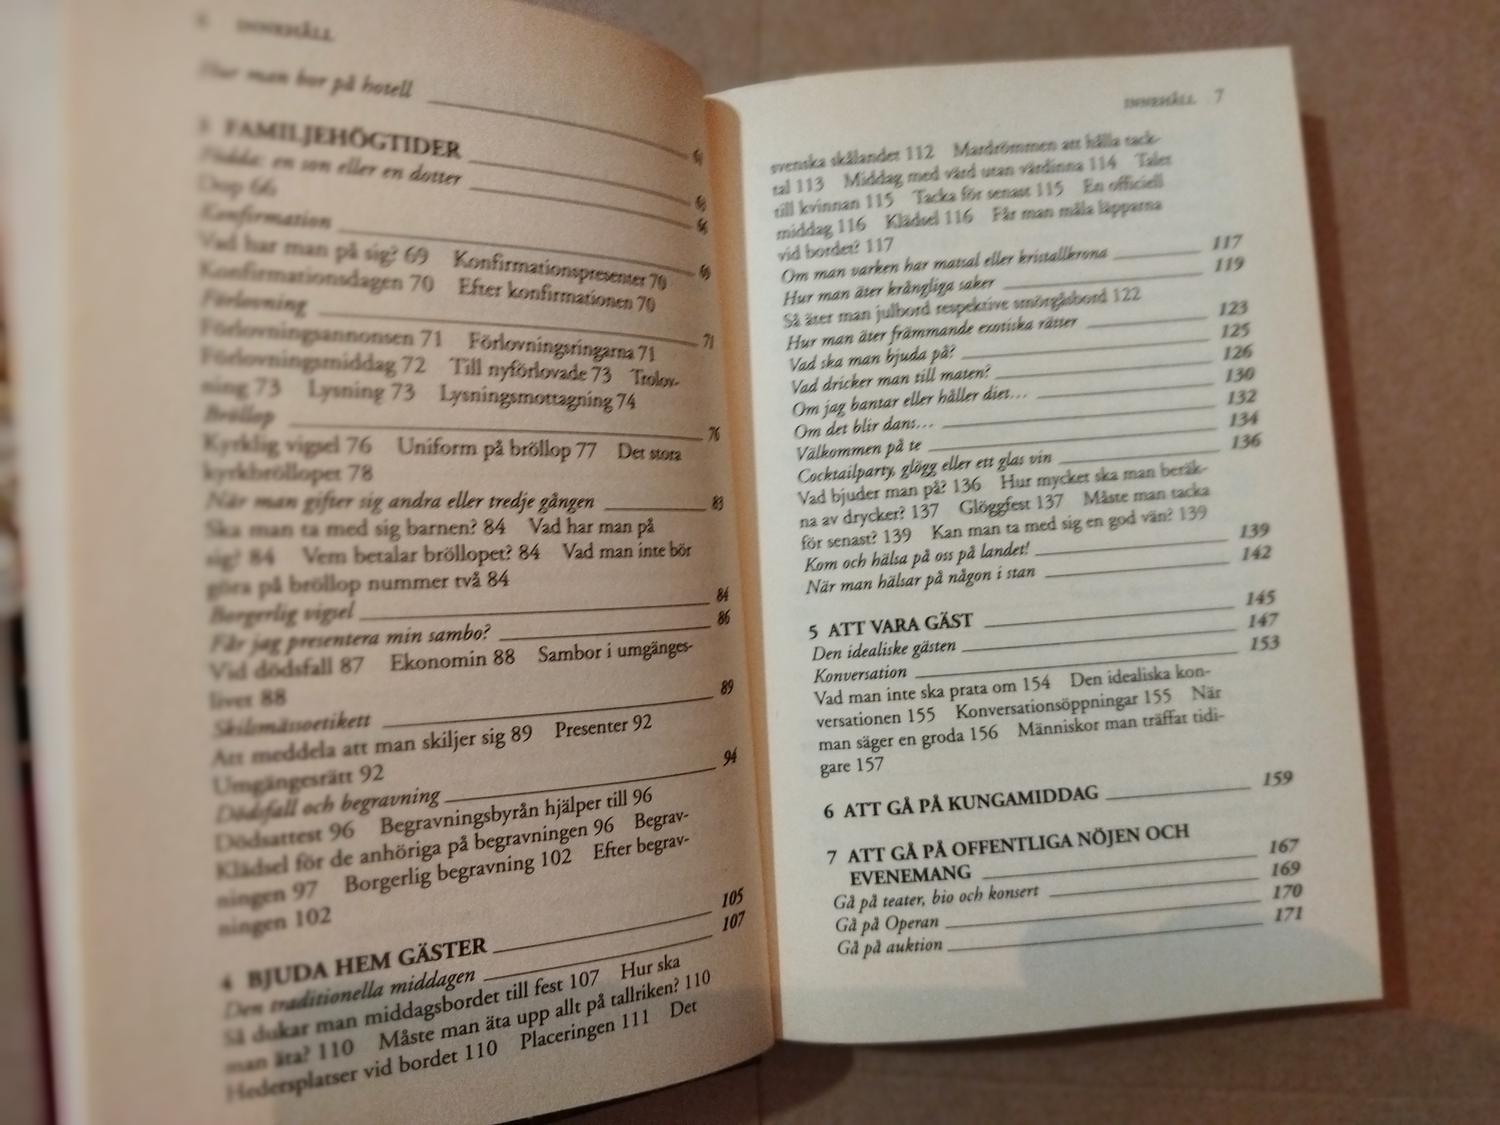 6 INNEHÅLL
Hur man bor på hotell
3 FAMILJEHÖGTIDER
Födda: en son eller en dotter
Dop 66
Konfirmation 69
Vad har man på sig? 69 Konfirmationspresenter 70
Konfirmationsdagen 70 Efter konfirmationen 70
Förlovning 71
Förlovningsannonsen 71 Förlovningsringarna 71
Förlovningsmiddag 72 Till nyförlovade 73 Trolov-
ning 73 Lysning 73 Lysningsmottagning 74
Bröllop 76
Kyrklig vigsel 76 Uniform på bröllop 77 Det stora
kyrkbröllopet 78
När man gifter sig andra eller tredje gången 83
Ska man ta med sig barnen? 84 Vad har man på
sig? 84 Vem betalar bröllopet? 84 Vad man inte bör
göra på bröllop nummer två 84
Borgerlig vigsel 84
Får jag presentera min sambo? 86
Vid dödsfall 87 Ekonomin 88 Sambor i umgänges-
livet 88
Skilsmässoetikett 89
Att meddela att man skiljer sig 89 Presenter 92
Umgängesrätt 92
Dödsfall och begravning 94
Dödsattest 96 Begravningsbyrån hjälper till 96
Klädsel för de anhöriga på begravningen 96 Begrav-
ningen 97 Borgerlig begravning 102 Efter begrav-
ningen 102
4 BJUDA HEM GÄSTER 105
Den traditionella middagen 107
Så dukar man middagsbordet till fest 107 Hur ska
man äta? 110 Måste man äta upp allt på tallriken? 110
Hedersplatser vid bordet 110 Placeringen 111 Det
INNEHÅLL 7
svenska skålandet 112 Mardrömmen att hålla tack-
tal 113 Middag med värd utan värdinna 114 Talet
till kvinnan 115 Tacka för senast 115 En officiell
middag 116 Klädsel 116 Får man måla läpparna
vid bordet? 117
Om man varken har matsal eller kristallkrona 117
Hur man äter krångliga saker 119
Så äter man julbord respektive smörgåsbord 122
Hur man äter främmande exotiska rätter 123
Vad ska man bjuda på? 125
Vad dricker man till maten? 126
Om jag bantar eller håller diet... 130
Om det blir dans... 132
Välkommen på te 134
Cocktailparty, glögg eller ett glas vin 136
Vad bjuder man på? 136 Hur mycket ska man beräk-
na av drycker? 137 Glöggfest 137 Måste man tacka
för senast? 139 Kan man ta med sig en god vän? 139
Kom och hälsa på oss på landet! 139
När man hälsar på någon i stan 142
5 ATT VARA GÄST 145
Den idealiske gästen 147
Konversation 153
Vad man inte ska prata om 154 Den idealiska kon-
versationen 155 Konversationsöppningar 155 När
man säger en groda 156 Människor man träffat tidi-
gare 157
6 ATT GÅ PÅ KUNGAMIDDAG 159
7 ATT GÅ PÅ OFFENTLIGA NÖJEN OCH
EVENEMANG 167
Gå på teater, bio och konsert 169
Gå på Operan 170
Gå på auktion 171